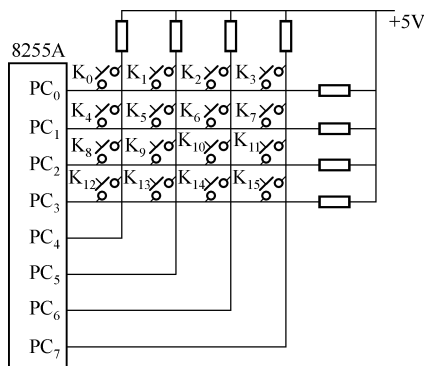 +5V
8255A
K₀ K₁ K₂ K₃
PC₀
K₄ K₅ K₆ K₇
PC₁
K₈ K₉ K₁₀ K₁₁
PC₂
K₁₂ K₁₃ K₁₄ K₁₅
PC₃
PC₄
PC₅
PC₆
PC₇